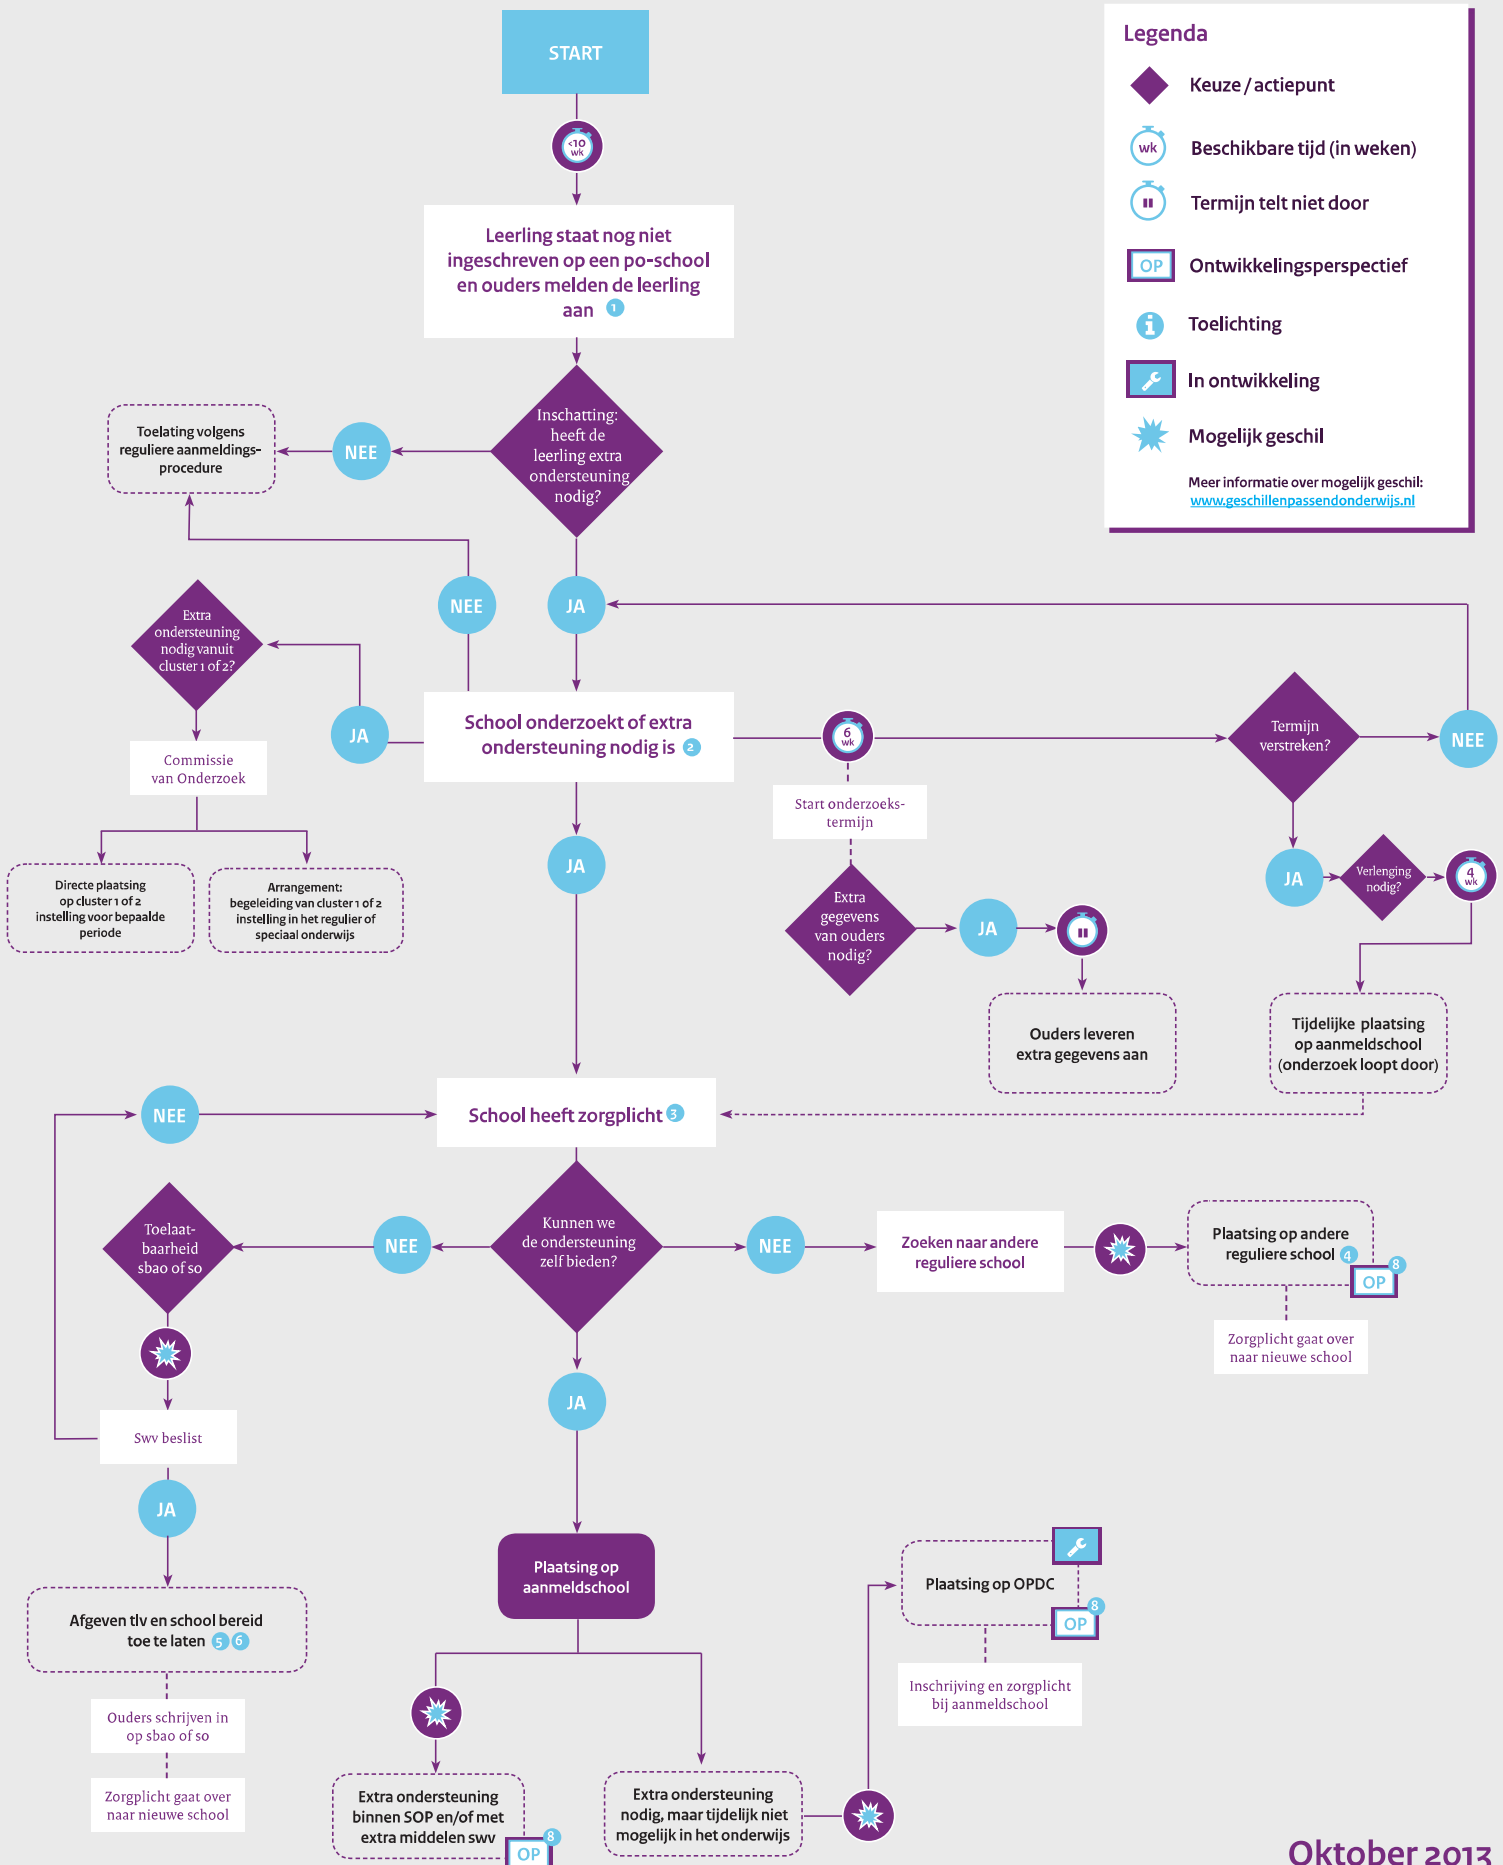 START
<10
wk
Leerling staat nog niet
ingeschreven op een po-school
en ouders melden de leerling
aan 1
Inschatting:
heeft de
leerling extra
ondersteuning
nodig?
NEE
Toelating volgens
reguliere aanmeldings-
procedure
NEE
JA
Extra
ondersteuning
nodig vanuit
cluster 1 of 2?
JA
School onderzoekt of extra
ondersteuning nodig is 2
6
wk
Termijn
verstreken?
NEE
Commissie
van Onderzoek
Start onderzoeks-
termijn
JA
Directe plaatsing
op cluster 1 of 2
instelling voor bepaalde
periode
Arrangement:
begeleiding van cluster 1 of 2
instelling in het regulier of
speciaal onderwijs
Extra
gegevens
van ouders
nodig?
JA
JA
Verlenging
nodig?
4
wk
Ouders leveren
extra gegevens aan
Tijdelijke plaatsing
op aanmeldschool
(onderzoek loopt door)
NEE
School heeft zorgplicht 3
Toelaat-
baarheid
sbao of so
NEE
Kunnen we
de ondersteuning
zelf bieden?
NEE
Zoeken naar andere
reguliere school
Plaatsing op andere
reguliere school 4
OP
8
Zorgplicht gaat over
naar nieuwe school
Swv beslist
JA
JA
Afgeven tlv en school bereid
toe te laten 5 6
Ouders schrijven in
op sbao of so
Zorgplicht gaat over
naar nieuwe school
Plaatsing op
aanmeldschool
Extra ondersteuning
binnen SOP en/of met
extra middelen swv
OP
8
Extra ondersteuning
nodig, maar tijdelijk niet
mogelijk in het onderwijs
Plaatsing op OPDC
OP
8
Inschrijving en zorgplicht
bij aanmeldschool
Legenda
Keuze / actiepunt
wk
Beschikbare tijd (in weken)
Termijn telt niet door
OP
Ontwikkelingsperspectief
i
Toelichting
In ontwikkeling
Mogelijk geschil
Meer informatie over mogelijk geschil:
www.geschillenpassendonderwijs.nl
Oktober 2013